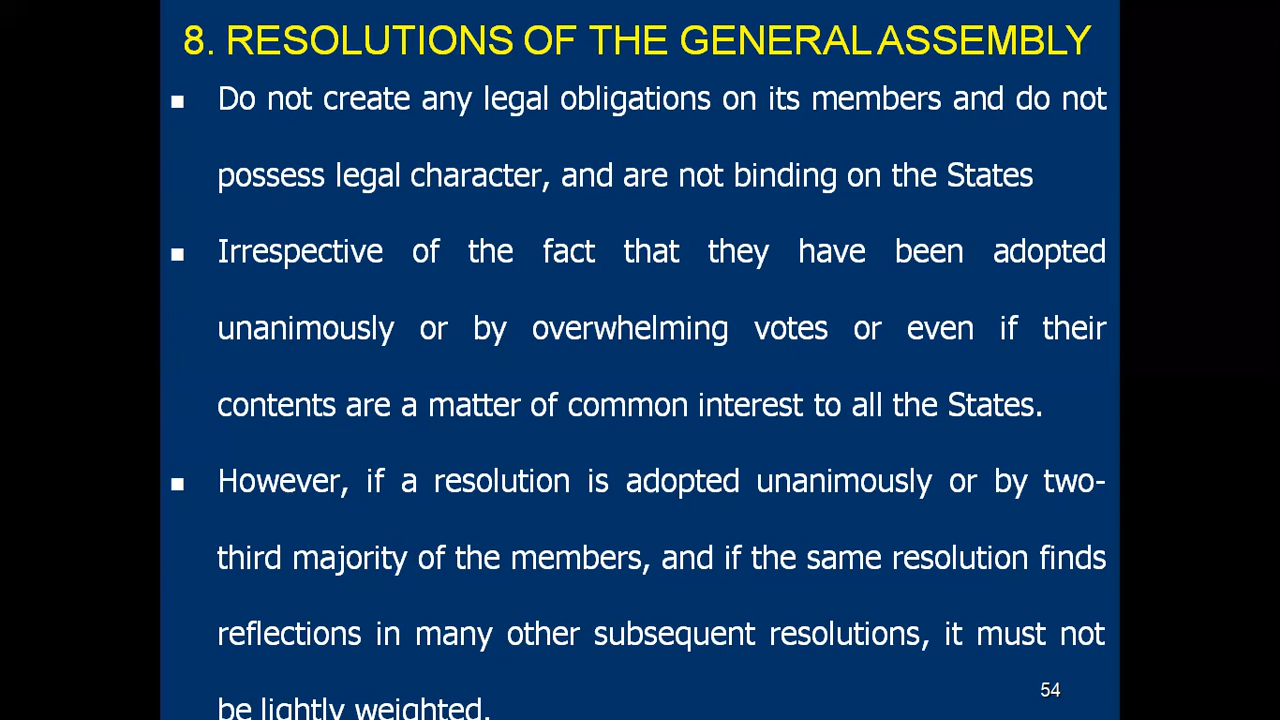 8. RESOLUTIONS OF THE GENERAL ASSEMBLY
▪ Do not create any legal obligations on its members and do not
possess legal character, and are not binding on the States
▪ Irrespective of the fact that they have been adopted
unanimously or by overwhelming votes or even if their
contents are a matter of common interest to all the States.
▪ However, if a resolution is adopted unanimously or by two-
third majority of the members, and if the same resolution finds
reflections in many other subsequent resolutions, it must not
be lightly weighted.
54